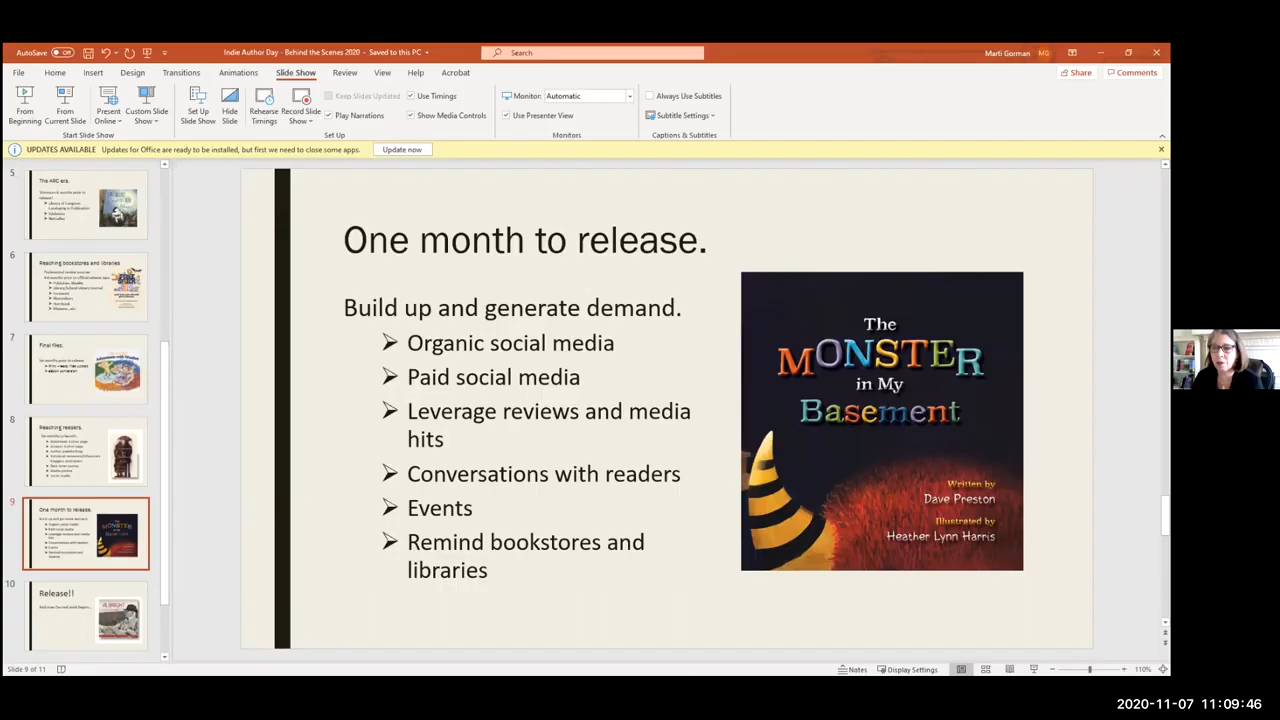 AutoSave Off
Indie Author Day - Behind the Scenes 2020 - Saved to this PC
Search
Marti Gorman MG
File Home Insert Design Transitions Animations Slide Show Review View Help Acrobat
Share Comments
From Beginning
From Current Slide
Present Online
Custom Slide Show
Start Slide Show
Set Up Slide Show
Hide Slide
Rehearse Timings
Record Slide Show
Keep Slides Updated
Use Timings
Play Narrations
Show Media Controls
Set Up
Monitor: Automatic
Use Presenter View
Monitors
Always Use Subtitles
Subtitle Settings
Captions & Subtitles
UPDATES AVAILABLE Updates for Office are ready to be installed, but first we need to close some apps. Update now
5
The ARC era.
6
Reaching bookstores and libraries
7
Final files.
8
Reaching readers.
9
One month to release.
10
Release!!
One month to release.
Build up and generate demand.
Organic social media
Paid social media
Leverage reviews and media
hits
Conversations with readers
Events
Remind bookstores and
libraries
The
MONSTER
in My
Basement
Written by
Dave Preston
Illustrated by
Heather Lynn Harris
Slide 9 of 11
Notes Display Settings 110%
2020-11-07 11:09:46